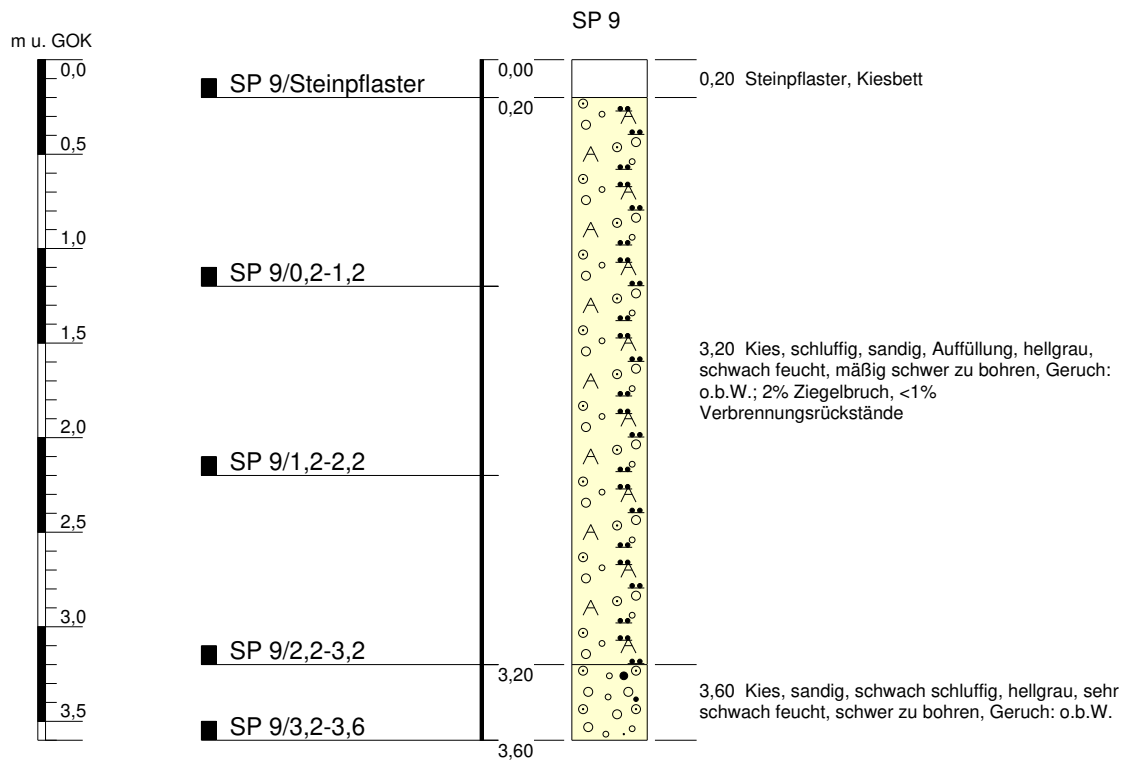 SP 9
m u. GOK
0,0
0,5
1,0
1,5
2,0
2,5
3,0
3,5
SP 9/Steinpflaster
SP 9/0,2-1,2
SP 9/1,2-2,2
SP 9/2,2-3,2
SP 9/3,2-3,6
0,00
0,20
3,20
3,60
0,20 Steinpflaster, Kiesbett
3,20 Kies, schluffig, sandig, Auffüllung, hellgrau,
schwach feucht, mäßig schwer zu bohren, Geruch:
o.b.W.; 2% Ziegelbruch, <1%
Verbrennungsrückstände
3,60 Kies, sandig, schwach schluffig, hellgrau, sehr
schwach feucht, schwer zu bohren, Geruch: o.b.W.